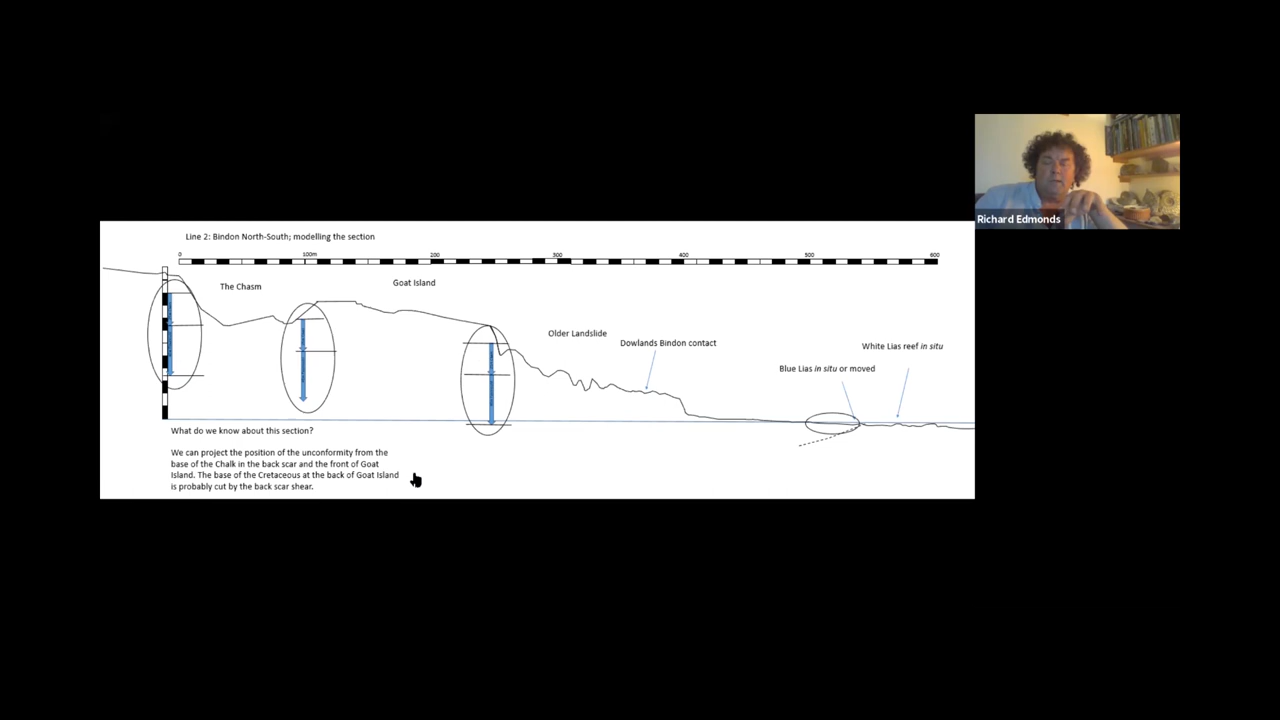 Line 2: Bindon North-South; modelling the section
0 100m 200 300 400 500 600
The Chasm
Goat Island
Older Landslide
Dowlands Bindon contact
White Lias reef in situ
Blue Lias in situ or moved
What do we know about this section?
We can project the position of the unconformity from the
base of the Chalk in the back scar and the front of Goat
Island. The base of the Cretaceous at the back of Goat Island
is probably cut by the back scar shear.
Richard Edmonds